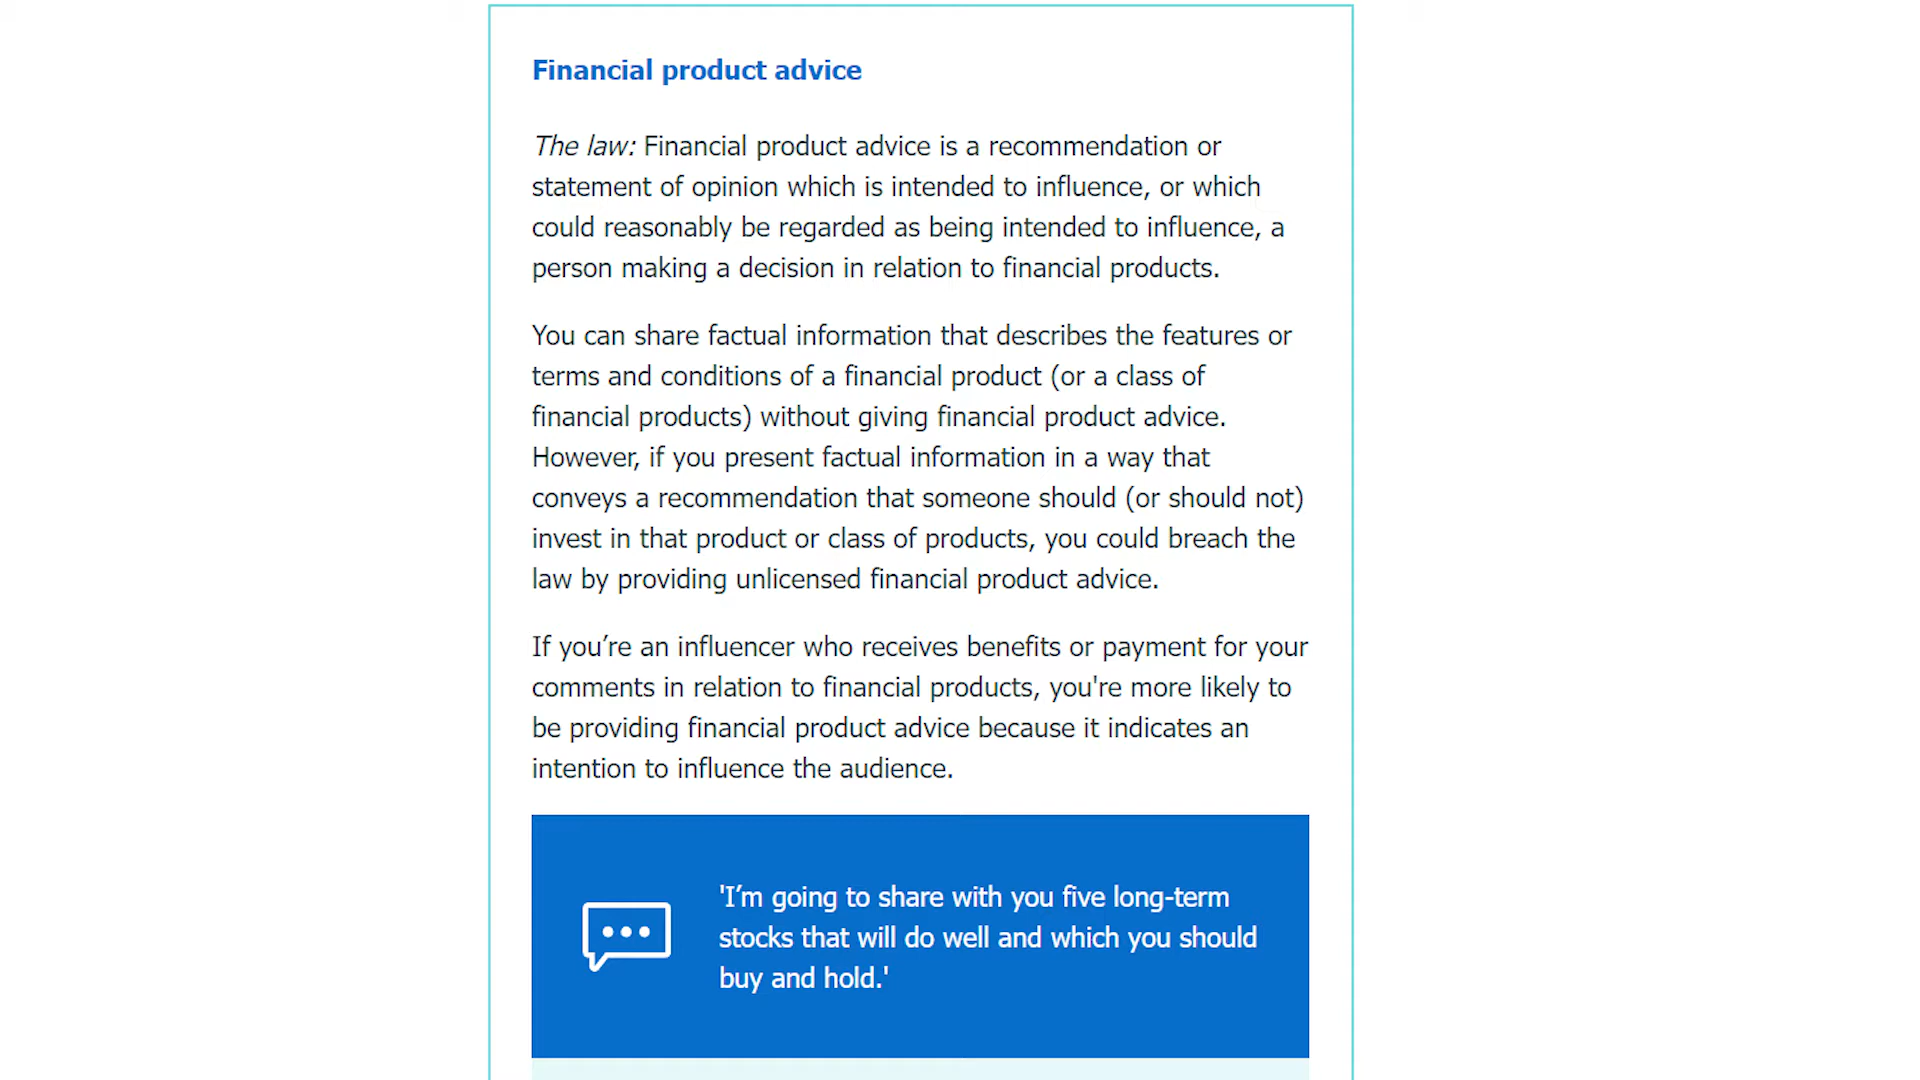 Financial product advice
The law: Financial product advice is a recommendation or
statement of opinion which is intended to influence, or which
could reasonably be regarded as being intended to influence, a
person making a decision in relation to financial products.
You can share factual information that describes the features or
terms and conditions of a financial product (or a class of
financial products) without giving financial product advice.
However, if you present factual information in a way that
conveys a recommendation that someone should (or should not)
invest in that product or class of products, you could breach the
law by providing unlicensed financial product advice.
If you’re an influencer who receives benefits or payment for your
comments in relation to financial products, you're more likely to
be providing financial product advice because it indicates an
intention to influence the audience.
'I’m going to share with you five long-term
stocks that will do well and which you should
buy and hold.'